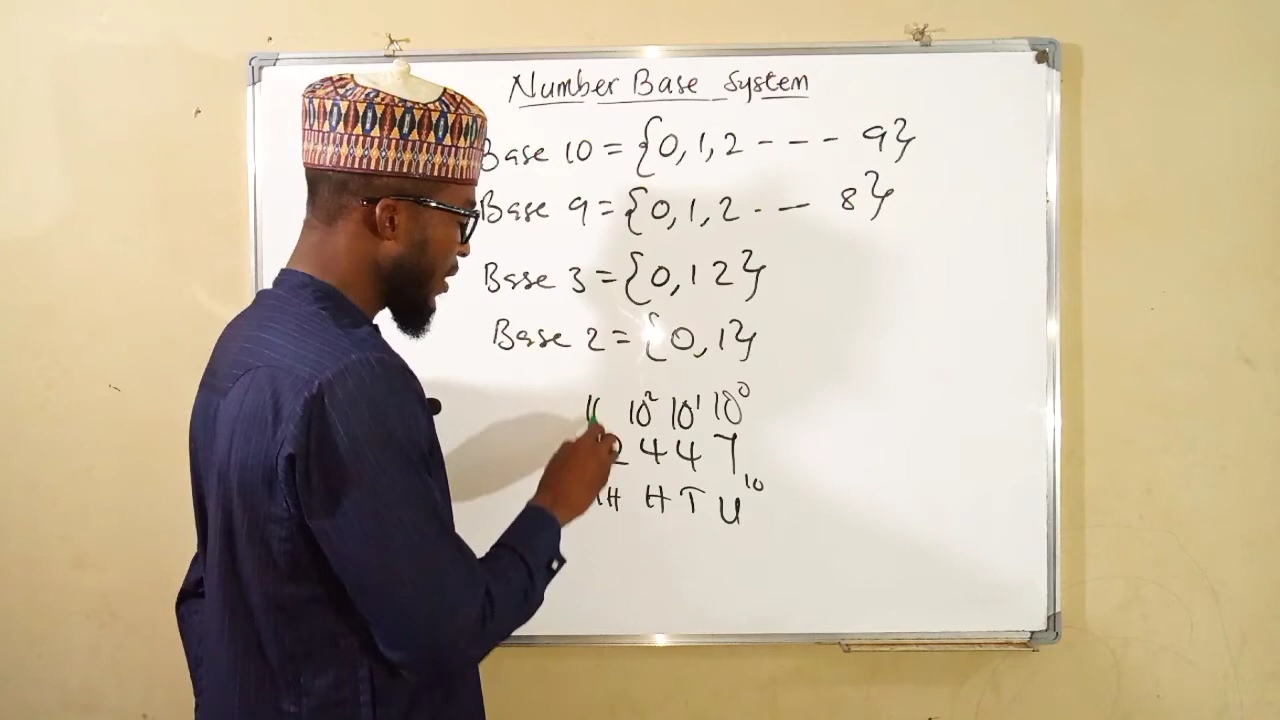 Number Base System
Base 10 = {0, 1, 2 - - - 9}
Base 9 = {0, 1, 2 . - 8}
Base 3 = {0, 1 2}
Base 2 = {0, 1}
10² 10¹ 10⁰
2 4 4 7 10
H H T U